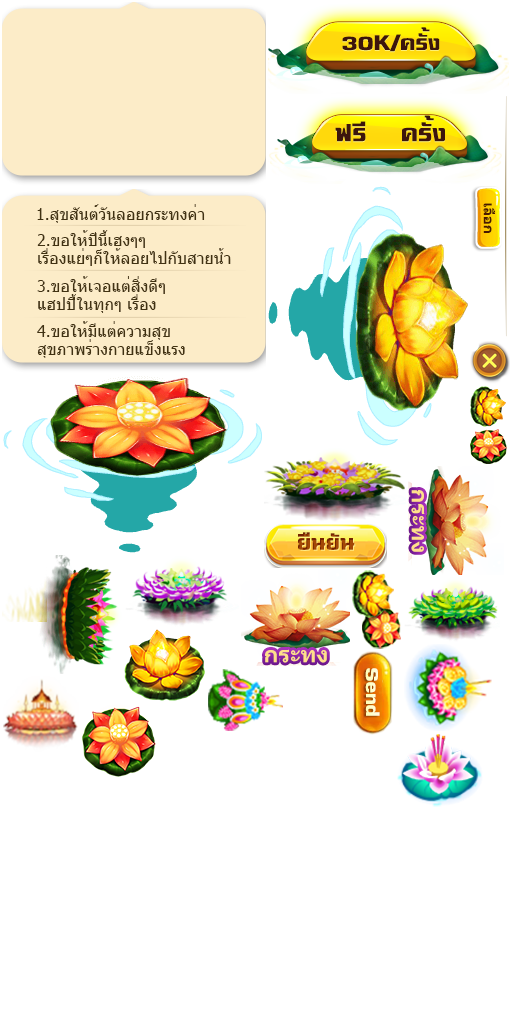 30K/ครั้ง
ฟรี ครั้ง
เลือก
1.สุขสันต์วันลอยกระทงค่า
2.ขอให้ปีนี้เฮงๆๆ
เรื่องแย่ๆก็ให้ลอยไปกับสายน้ำ
3.ขอให้เจอแต่สิ่งดีๆ
แฮปปี้ในทุกๆ เรื่อง
4.ขอให้มีแต่ความสุข
สุขภาพร่างกายแข็งแรง
กระทง
ยืนยัน
กระทง
Send